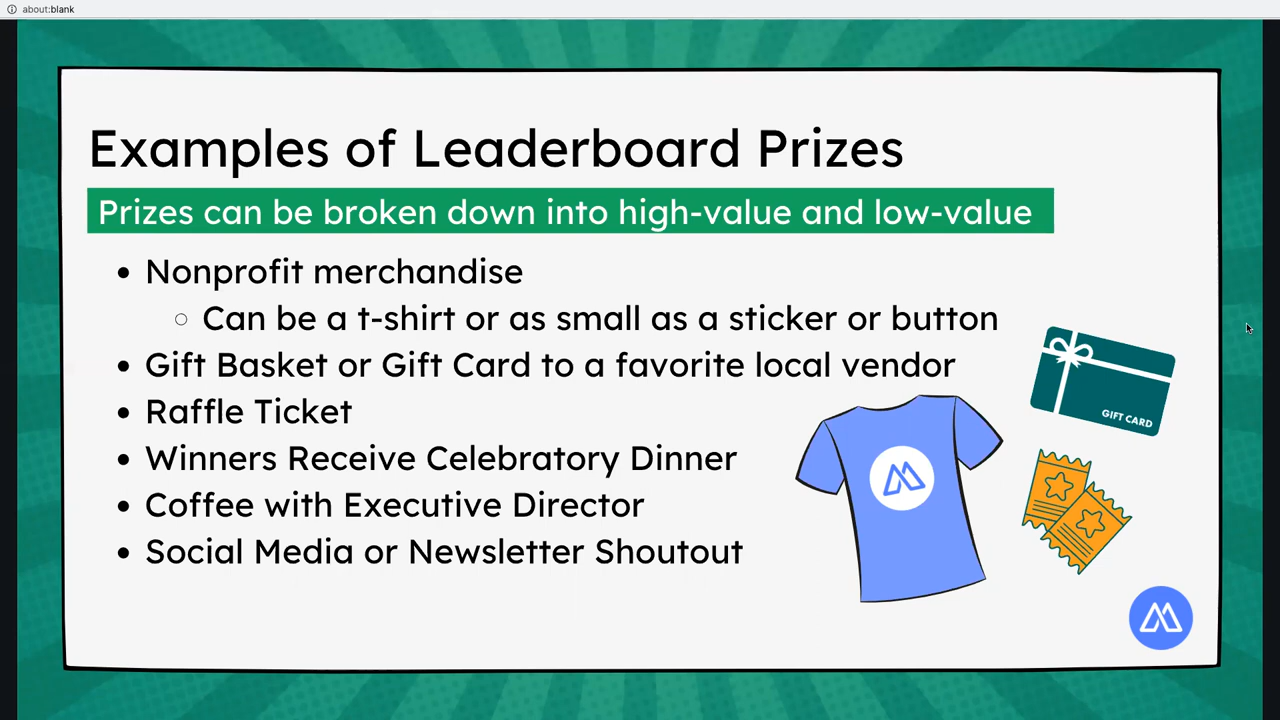 about:blank
Examples of Leaderboard Prizes
Prizes can be broken down into high-value and low-value
Nonprofit merchandise
Can be a t-shirt or as small as a sticker or button
Gift Basket or Gift Card to a favorite local vendor
Raffle Ticket
Winners Receive Celebratory Dinner
Coffee with Executive Director
Social Media or Newsletter Shoutout
GIFT CARD